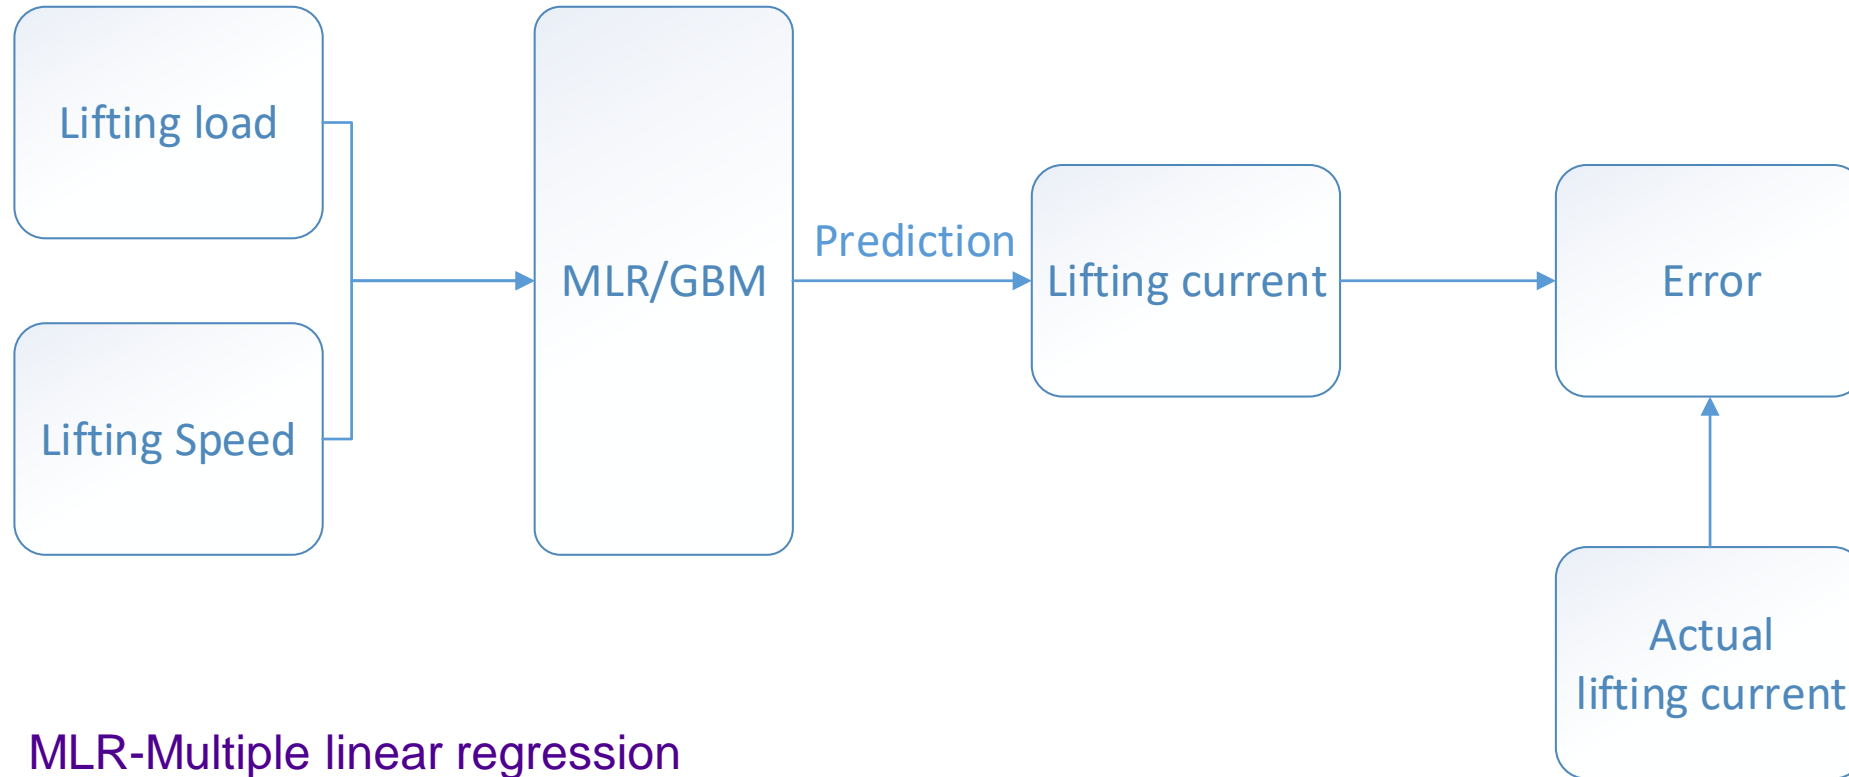 Lifting load
Lifting Speed
MLR/GBM
Prediction
Lifting current
Error
Actual
lifting current
MLR-Multiple linear regression